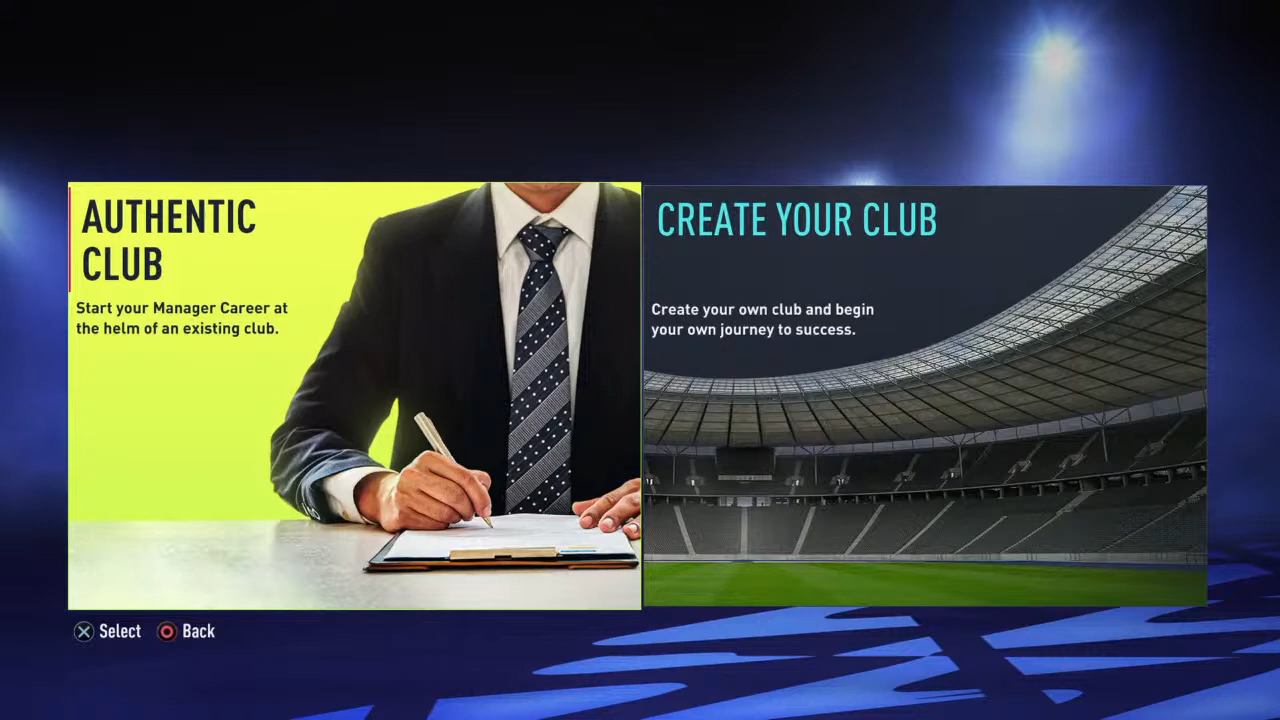 AUTHENTIC
CLUB
Start your Manager Career at
the helm of an existing club.
CREATE YOUR CLUB
Create your own club and begin
your own journey to success.
Select
Back